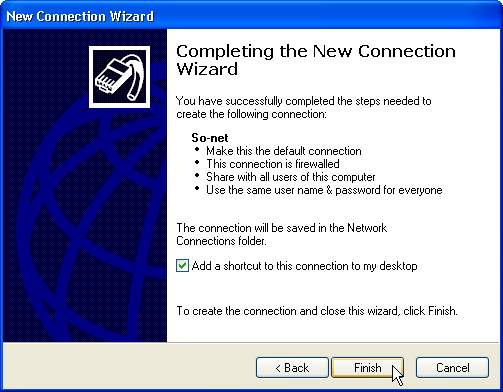 New Connection Wizard
Completing the New Connection
Wizard
You have successfully completed the steps needed to
create the following connection:
So-net
• Make this the default connection
• This connection is firewalled
• Share with all users of this computer
• Use the same user name & password for everyone
The connection will be saved in the Network
Connections folder.
Add a shortcut to this connection to my desktop
To create the connection and close this wizard, click Finish.
< Back
Finish
Cancel